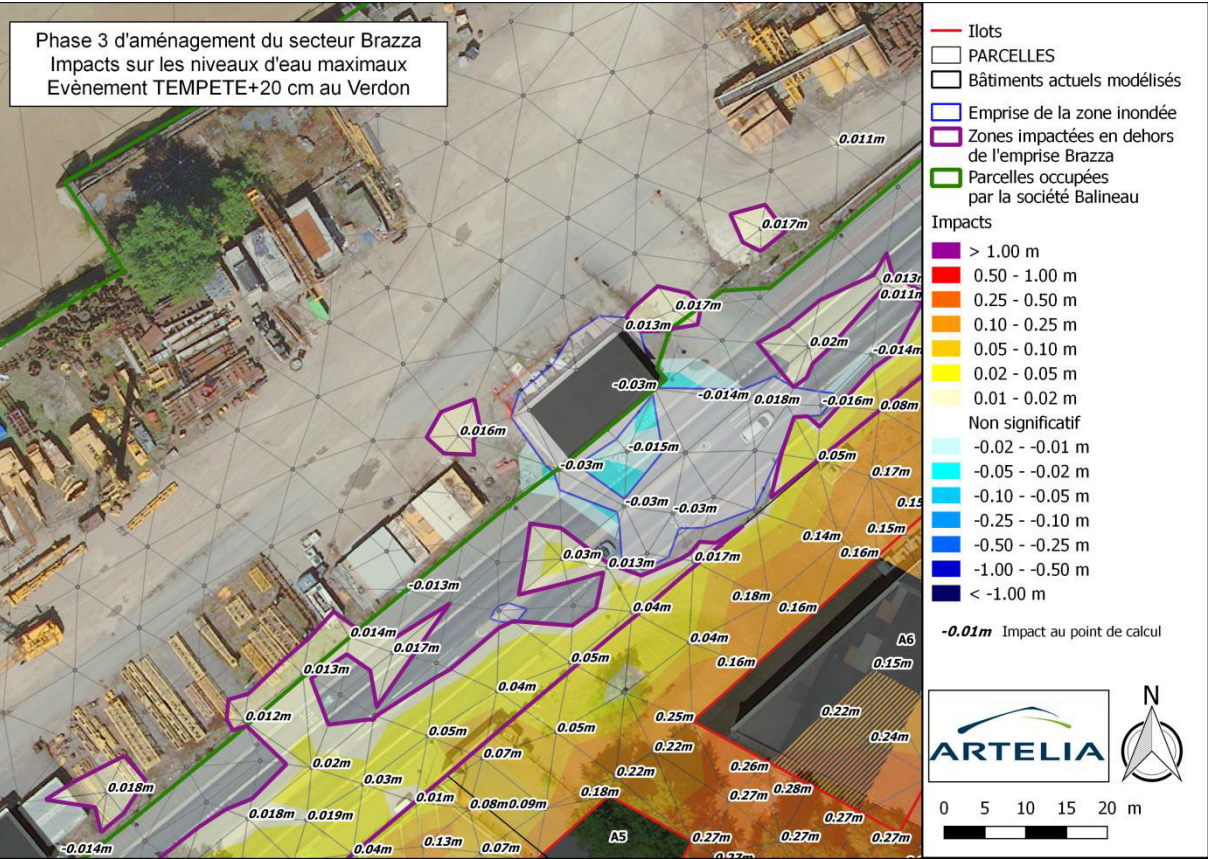 Phase 3 d'aménagement du secteur Brazza
Impacts sur les niveaux d'eau maximaux
Evènement TEMPETE+20 cm au Verdon
0.011m
0.017m
0.013m
0.017m
0.011m
0.013m
0.02m
-0.014m
-0.03m
-0.014m
0.018m
-0.016m
0.08m
0.016m
-0.015m
0.05m
-0.03m
0.17m
-0.03m
-0.03m
0.15
0.15m
0.14m
0.03m
0.013m
0.017m
0.16m
-0.013m
0.18m
0.16m
0.04m
0.014m
0.04m
A6
0.017m
0.05m
0.16m
0.15m
0.013m
0.04m
0.012m
0.25m
0.22m
0.05m
0.05m
0.24m
0.07m
0.22m
0.02m
0.26m
0.03m
0.22m
0.018m
0.01m
0.18m
0.27m
0.28m
0.08m
0.09m
0.018m
0.019m
0.27m
A5
0.27m
0.27m
0.27m
0.13m
0.04m
0.07m
-0.014m
0.27m
Ilots
PARCELLES
Bâtiments actuels modélisés
Emprise de la zone inondée
Zones impactées en dehors
de l'emprise Brazza
Parcelles occupées
par la société Balineau
Impacts
> 1.00 m
0.50 - 1.00 m
0.25 - 0.50 m
0.10 - 0.25 m
0.05 - 0.10 m
0.02 - 0.05 m
0.01 - 0.02 m
Non significatif
-0.02 - -0.01 m
-0.05 - -0.02 m
-0.10 - -0.05 m
-0.25 - -0.10 m
-0.50 - -0.25 m
-1.00 - -0.50 m
< -1.00 m
-0.01m Impact au point de calcul
ARTELIA
N
0 5 10 15 20 m